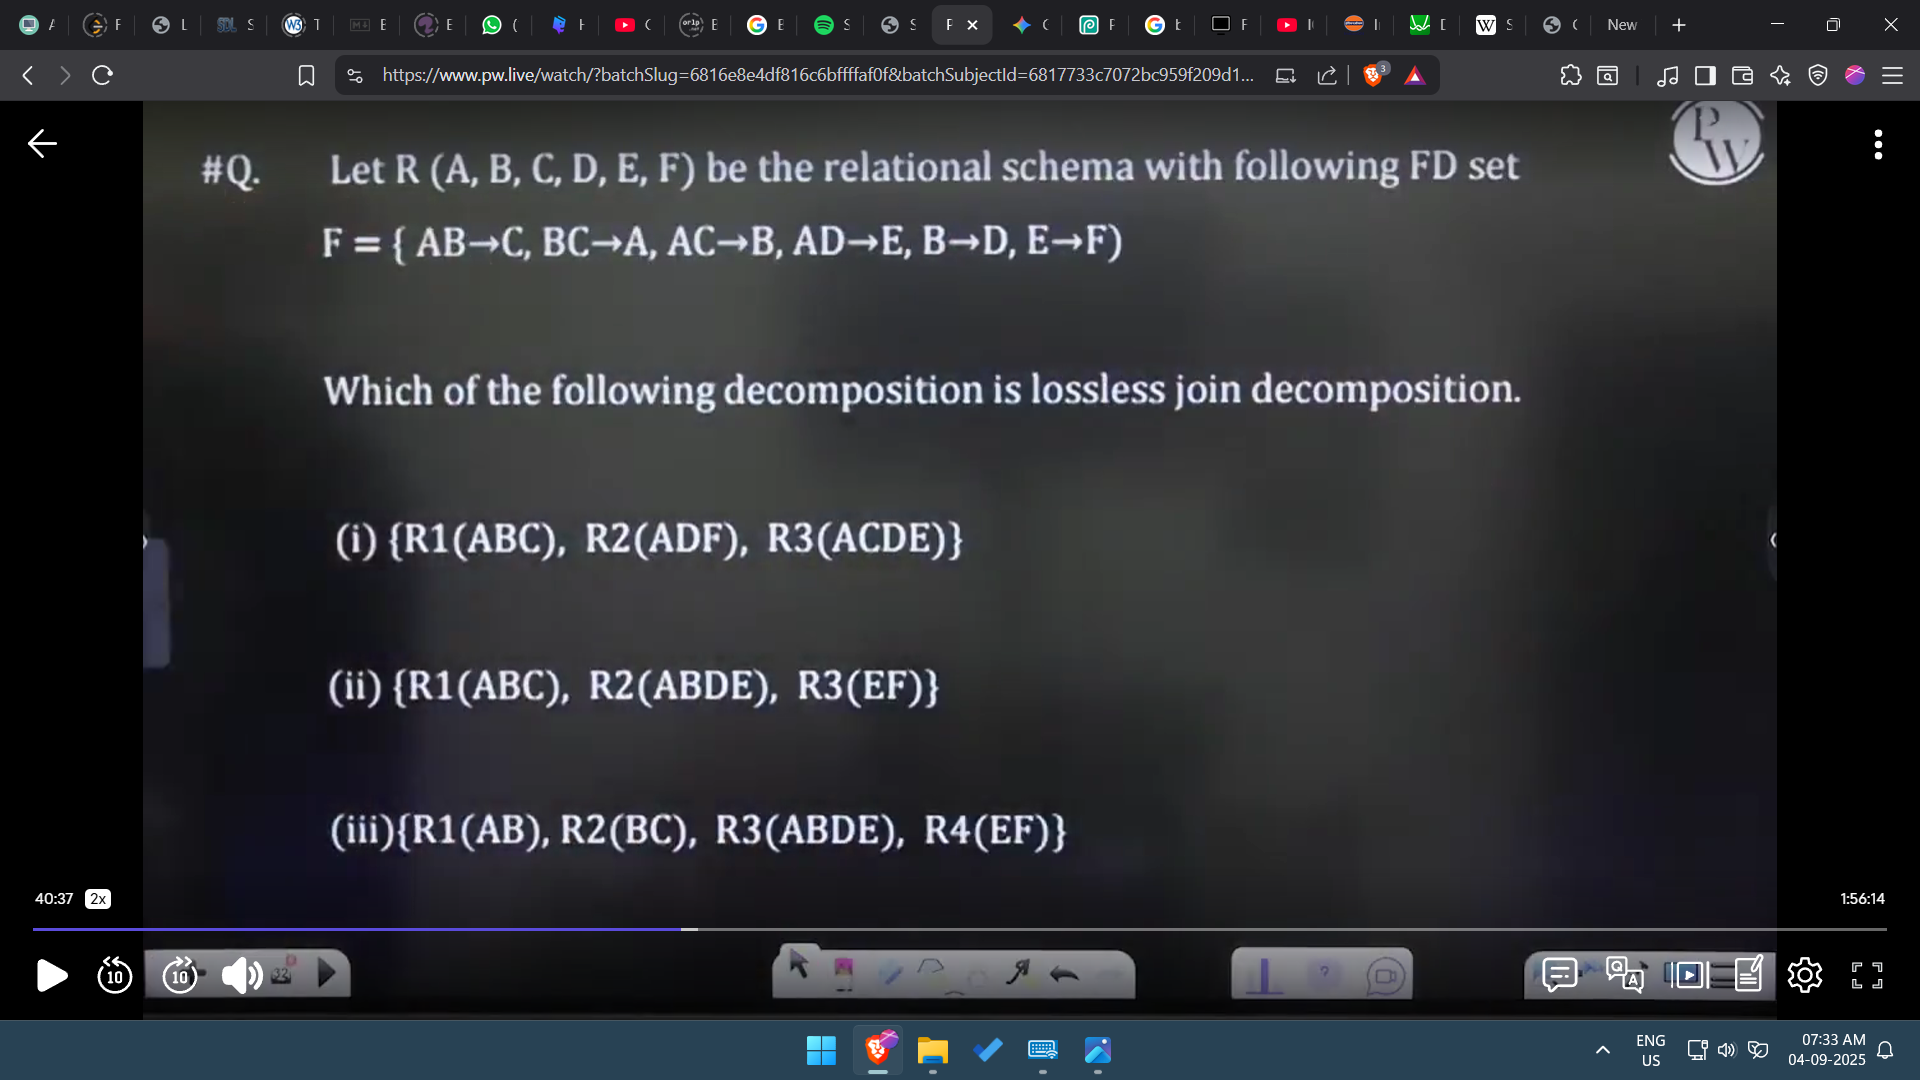 A
F
L
S
T
E
E
(
H
C
E
E
S
S
F
C
F
t
F
I
I
D
S
C
New
https://www.pw.live/watch/?batchSlug=6816e8e4df816c6bffffaf0f&batchSubjectId=6817733c7072bc959f209d1...
3
PW
#Q. Let R (A, B, C, D, E, F) be the relational schema with following FD set
F = { AB→C, BC→A, AC→B, AD→E, B→D, E→F)
Which of the following decomposition is lossless join decomposition.
(i) {R1(ABC), R2(ADF), R3(ACDE)}
(ii) {R1(ABC), R2(ABDE), R3(EF)}
(iii){R1(AB), R2(BC), R3(ABDE), R4(EF)}
40:37 2x
1:56:14
10 10
32
ENG
US
07:33 AM
04-09-2025